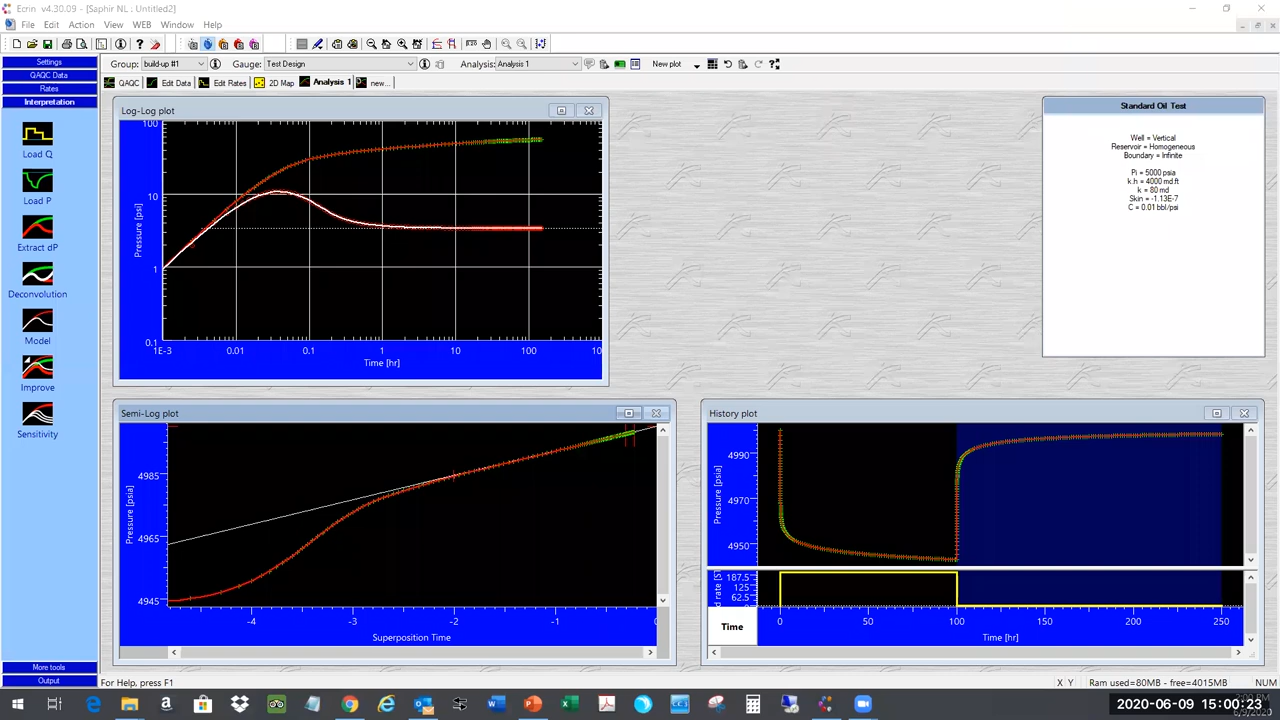 Ecrin v4.30.09 - [Saphir NL : Untitled2]
File Edit Action View WEB Window Help
Group: build-up #1 Gauge: Test Design Analysis: Analysis 1 New plot
Settings
QAQC Data
Rates
Interpretation
Load Q
Load P
Extract dP
Deconvolution
Model
Improve
Sensitivity
More tools
Output
QAQC Edit Data Edit Rates 2D Map Analysis 1 new...
Log-Log plot
100
10
1
0.1
Pressure [psi]
1E-3 0.01 0.1 1 10 100
Time [hr]
Standard Oil Test
Well = Vertical
Reservoir = Homogeneous
Boundary = Infinite
Pi = 5000 psia
k.h = 4000 md.ft
k = 80 md
Skin = -1.13E-7
C = 0.01 bbl/psi
Semi-Log plot
4985
4965
4945
Pressure [psia]
-4 -3 -2 -1
Superposition Time
History plot
4990
4970
4950
Pressure [psia]
187.5
125
62.5
Time
0 50 100 150 200 250
Time [hr]
For Help, press F1
X Y Ram used=80MB - free=4015MB NUM
2020-06-09 15:00:23